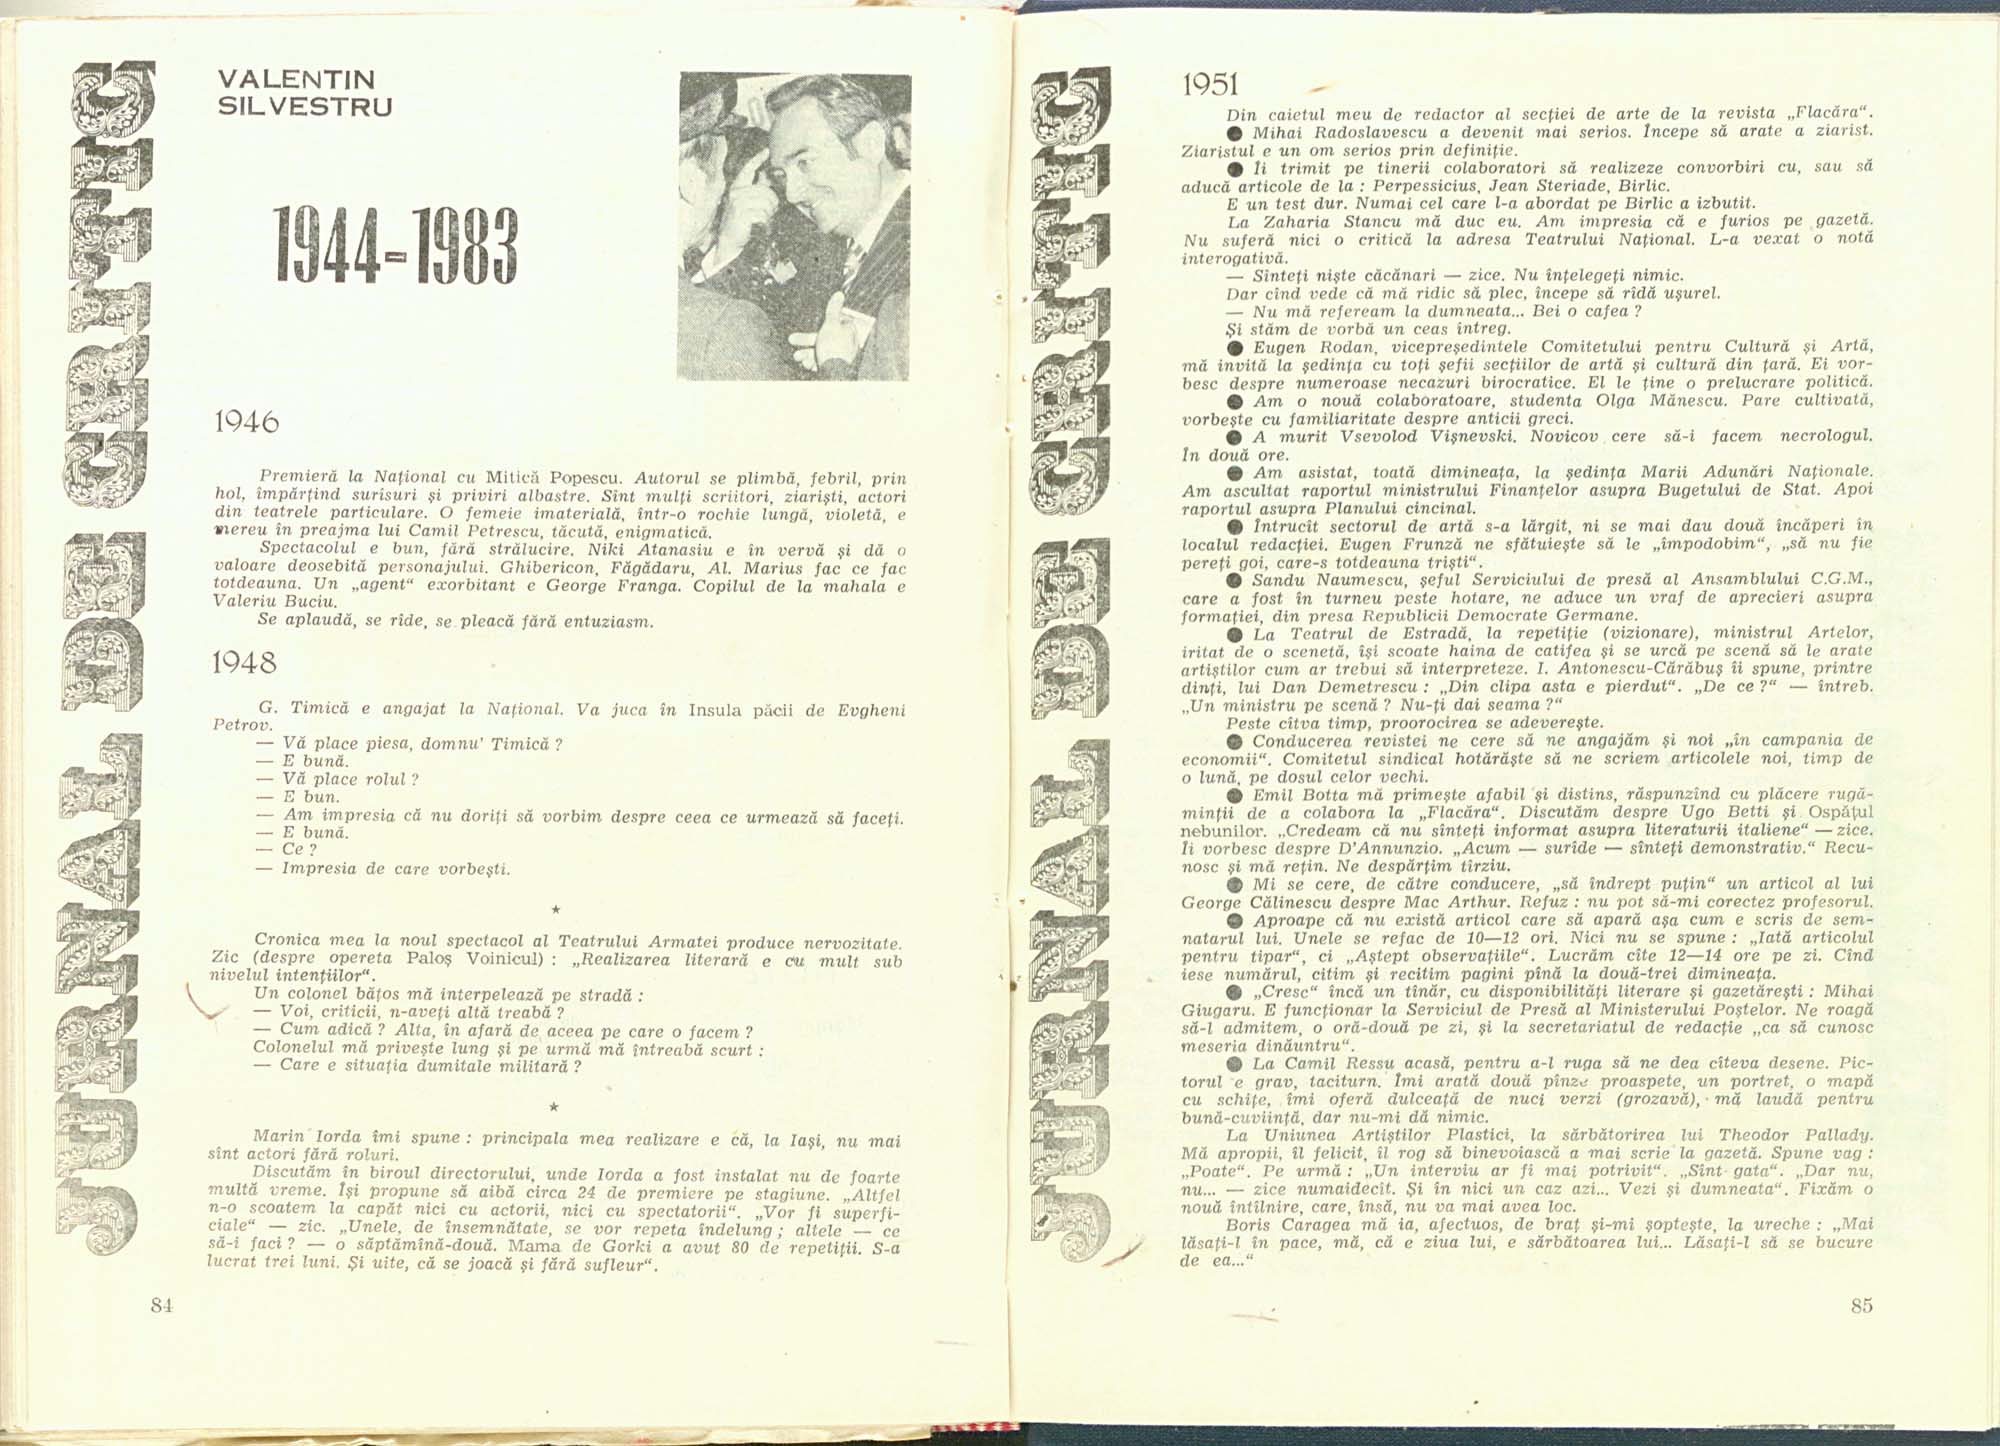 JURNAL DE CRITIC
VALENTIN
SILVESTRU
1944-1983
1946
Premieră la Național cu Mitică Popescu. Autorul se plimbă, febril, prin
hol, împărțind surîsuri și priviri albastre. Sînt mulți scriitori, ziariști, actori
din teatrele particulare. O femeie imaterială, într-o rochie lungă, violetă, e
mereu în preajma lui Camil Petrescu, tăcută, enigmatică.
Spectacolul e bun, fără strălucire. Niki Atanasiu e în vervă și dă o
valoare deosebită personajului. Ghibericon, Făgădaru, Al. Marius fac ce fac
totdeauna. Un „agent“ exorbitant e George Franga. Copilul de la mahala e
Valeriu Buciu.
Se aplaudă, se rîde, se pleacă fără entuziasm.
1948
G. Timică e angajat la Național. Va juca în Insula păcii de Evgheni
Petrov.
— Vă place piesa, domnu' Timică ?
— E bună.
— Vă place rolul ?
— E bun.
— Am impresia că nu doriți să vorbim despre ceea ce urmează să faceți.
— E bună.
— Ce ?
— Impresia de care vorbești.
★
Cronica mea la noul spectacol al Teatrului Armatei produce nervozitate.
Zic (despre opereta Paloș Voinicul) : „Realizarea literară e cu mult sub
nivelul intențiilor“.
Un colonel bățos mă interpelează pe stradă :
— Voi, criticii, n-aveți altă treabă ?
— Cum adică ? Alta, în afară de aceea pe care o facem ?
Colonelul mă privește lung și pe urmă mă întreabă scurt :
— Care e situația dumitale militară ?
★
Marin Iorda îmi spune : principala mea realizare e că, la Iași, nu mai
sînt actori fără roluri.
Discutăm în biroul directorului, unde Iorda a fost instalat nu de foarte
multă vreme. Își propune să aibă circa 24 de premiere pe stagiune. „Altfel
n-o scoatem la capăt nici cu actorii, nici cu spectatorii“. „Vor fi superfi-
ciale“ — zic. „Unele, de însemnătate, se vor repeta îndelung ; altele — ce
să-i faci ? — o săptămînă-două. Mama de Gorki a avut 80 de repetiții. S-a
lucrat trei luni. Și uite, că se joacă și fără sufleur“.
84
JURNAL DE CRITIC
1951
Din caietul meu de redactor al secției de arte de la revista „Flacăra“.
● Mihai Radoslavescu a devenit mai serios. Începe să arate a ziarist.
Ziaristul e un om serios prin definiție.
● Îi trimit pe tinerii colaboratori să realizeze convorbiri cu, sau să
aducă articole de la : Perpessicius, Jean Steriade, Birlic.
E un test dur. Numai cel care l-a abordat pe Birlic a izbutit.
La Zaharia Stancu mă duc eu. Am impresia că e furios pe gazetă.
Nu suferă nici o critică la adresa Teatrului Național. L-a vexat o notă
interogativă.
— Sînteți niște căcănari — zice. Nu înțelegeți nimic.
Dar cînd vede că mă ridic să plec, începe să rîdă ușurel.
— Nu mă refeream la dumneata... Bei o cafea ?
Și stăm de vorbă un ceas întreg.
● Eugen Rodan, vicepreședintele Comitetului pentru Cultură și Artă,
mă invită la ședința cu toți șefii secțiilor de artă și cultură din țară. Ei vor-
besc despre numeroase necazuri birocratice. El le ține o prelucrare politică.
● Am o nouă colaboratoare, studenta Olga Mănescu. Pare cultivată,
vorbește cu familiaritate despre anticii greci.
● A murit Vsevolod Vișnevski. Novicov cere să-i facem necrologul.
În două ore.
● Am asistat, toată dimineața, la ședința Marii Adunări Naționale.
Am ascultat raportul ministrului Finanțelor asupra Bugetului de Stat. Apoi
raportul asupra Planului cincinal.
● Întrucît sectorul de artă s-a lărgit, ni se mai dau două încăperi în
localul redacției. Eugen Frunză ne sfătuiește să le „împodobim“, „să nu fie
pereți goi, care-s totdeauna triști“.
● Sandu Naumescu, șeful Serviciului de presă al Ansamblului C.G.M.,
care a fost în turneu peste hotare, ne aduce un vraf de aprecieri asupra
formației, din presa Republicii Democrate Germane.
● La Teatrul de Estradă, la repetiție (vizionare), ministrul Artelor,
iritat de o scenetă, își scoate haina de catifea și se urcă pe scenă să le arate
artiștilor cum ar trebui să interpreteze. I. Antonescu-Cărăbuș îi spune, printre
dinți, lui Dan Demetrescu : „Din clipa asta e pierdut“. „De ce ?“ — întreb.
„Un ministru pe scenă ? Nu-ți dai seama ?“
Peste cîtva timp, proorocirea se adeverește.
● Conducerea revistei ne cere să ne angajăm și noi „în campania de
economii“. Comitetul sindical hotărăște să ne scriem articolele noi, timp de
o lună, pe dosul celor vechi.
● Emil Botta mă primește afabil și distins, răspunzînd cu plăcere rugă-
minții de a colabora la „Flacăra“. Discutăm despre Ugo Betti și Ospățul
nebunilor. „Credeam că nu sînteți informat asupra literaturii italiene“ — zice.
Îi vorbesc despre D'Annunzio. „Acum — surîde — sînteți demonstrativ.“ Recu-
nosc și mă rețin. Ne despărțim tîrziu.
● Mi se cere, de către conducere, „să îndrept puțin“ un articol al lui
George Călinescu despre Mac Arthur. Refuz : nu pot să-mi corectez profesorul.
● Aproape că nu există articol care să apară așa cum e scris de sem-
natarul lui. Unele se refac de 10—12 ori. Nici nu se spune : „Iată articolul
pentru tipar“, ci „Aștept observațiile“. Lucrăm cîte 12—14 ore pe zi. Cînd
iese numărul, citim și recitim pagini pînă la două-trei dimineața.
● „Cresc“ încă un tînăr, cu disponibilități literare și gazetărești : Mihai
Giugaru. E funcționar la Serviciul de Presă al Ministerului Poștelor. Ne roagă
să-l admitem, o oră-două pe zi, și la secretariatul de redacție „ca să cunosc
meseria dinăuntru“.
● La Camil Ressu acasă, pentru a-l ruga să ne dea cîteva desene. Pic-
torul e grav, taciturn. Îmi arată două pînze proaspete, un portret, o mapă
cu schițe, îmi oferă dulceață de nuci verzi (grozavă), mă laudă pentru
bună-cuviință, dar nu-mi dă nimic.
La Uniunea Artiștilor Plastici, la sărbătorirea lui Theodor Pallady.
Mă apropii, îl felicit, îl rog să binevoiască a mai scrie la gazetă. Spune vag :
„Poate“. Pe urmă : „Un interviu ar fi mai potrivit“. „Sînt gata“. „Dar nu,
nu... — zice numaidecît. Și în nici un caz azi... Vezi și dumneata“. Fixăm o
nouă întîlnire, care, însă, nu va mai avea loc.
Boris Caragea mă ia, afectuos, de braț și-mi șoptește, la ureche : „Mai
lăsați-l în pace, mă, că e ziua lui, e sărbătoarea lui... Lăsați-l să se bucure
de ea...“
85